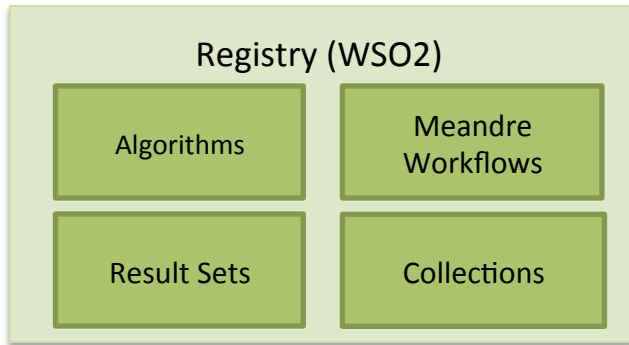 Registry (WSO2)
Algorithms
Meandre
Workflows
Result Sets
Collections